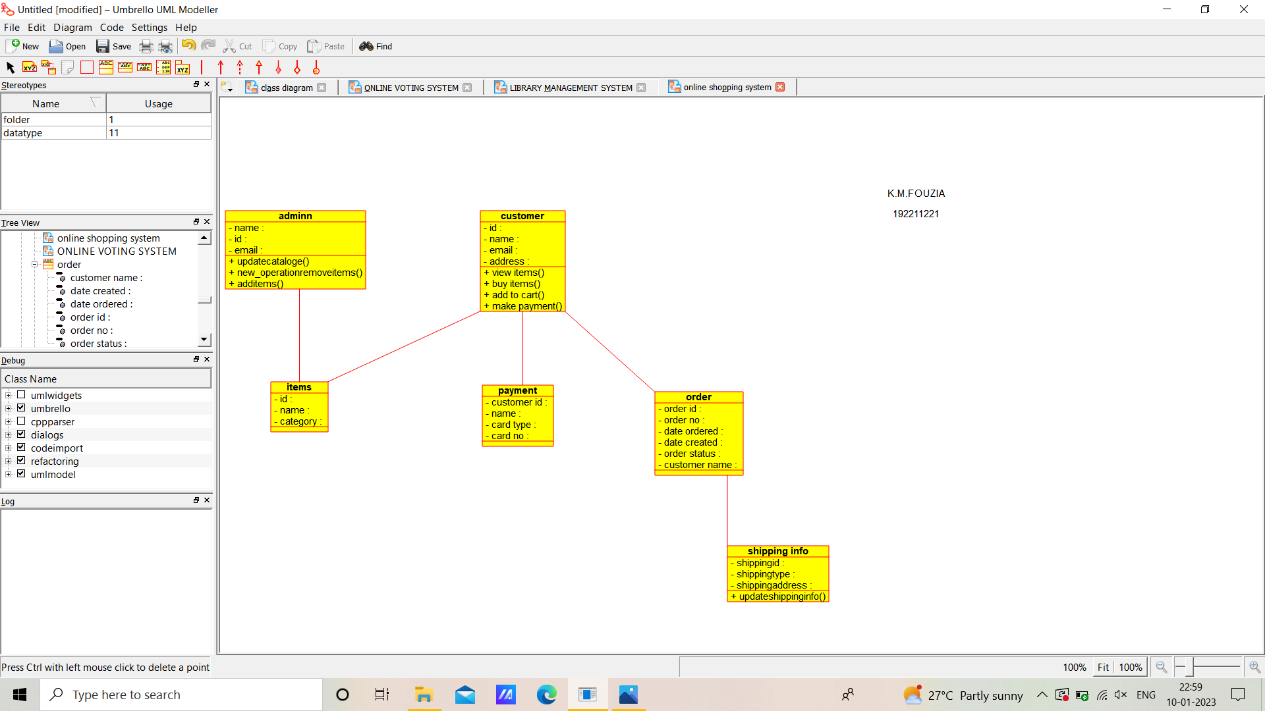 Untitled [modified] – Umbrello UML Modeller
File Edit Diagram Code Settings Help
New Open Save Cut Copy Paste Find
Stereotypes
Name Usage
folder 1
datatype 11
class diagram
ONLINE VOTING SYSTEM
LIBRARY MANAGEMENT SYSTEM
online shopping system
Tree View
online shopping system
ONLINE VOTING SYSTEM
order
customer name :
date created :
date ordered :
order id :
order no :
order status :
Debug
Class Name
umlwidgets
umbrello
cppparser
dialogs
codeimport
refactoring
umlmodel
Log
K.M.FOUZIA
192211221
adminn
- name :
- id :
- email :
+ updatecataloge()
+ new_operationremoveitems()
+ additems()
customer
- id :
- name :
- email :
- address :
+ view items()
+ buy items()
+ add to cart()
+ make payment()
items
- id :
- name :
- category :
payment
- customer id :
- name :
- card type :
- card no :
order
- order id :
- order no :
- date ordered :
- date created :
- order status :
- customer name :
shipping info
- shippingid :
- shippingtype :
- shippingaddress :
+ updateshippinginfo()
Press Ctrl with left mouse click to delete a point
100% Fit 100%
Type here to search
27°C Partly sunny
ENG
22:59
10-01-2023